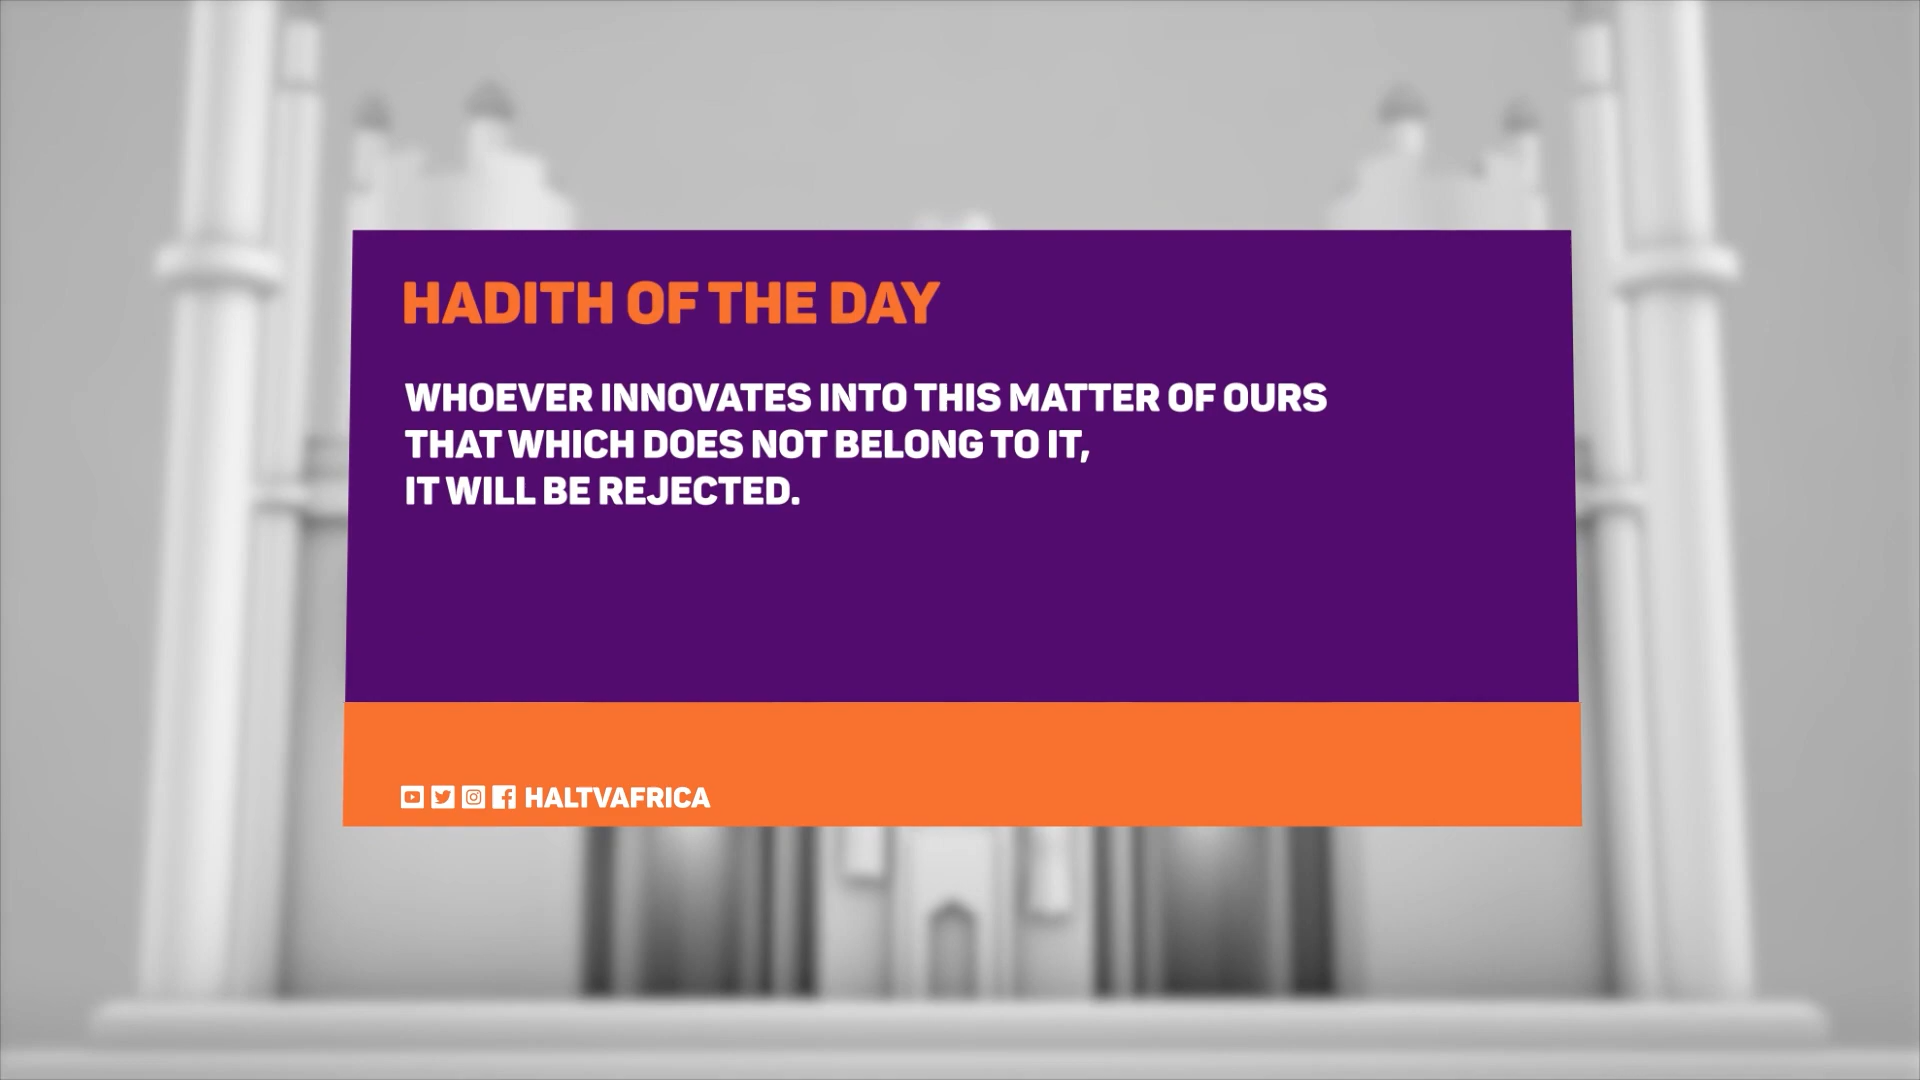 HADITH OF THE DAY
WHOEVER INNOVATES INTO THIS MATTER OF OURS
THAT WHICH DOES NOT BELONG TO IT,
IT WILL BE REJECTED.
HALTVAFRICA